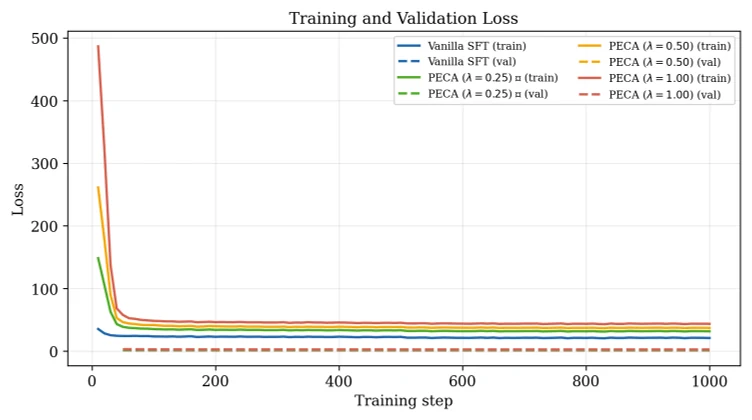 Training and Validation Loss
500
400
300
200
100
0
Loss
0 200 400 600 800 1000
Training step
Vanilla SFT (train)
Vanilla SFT (val)
PECA (λ = 0.25) □ (train)
PECA (λ = 0.25) □ (val)
PECA (λ = 0.50) (train)
PECA (λ = 0.50) (val)
PECA (λ = 1.00) (train)
PECA (λ = 1.00) (val)